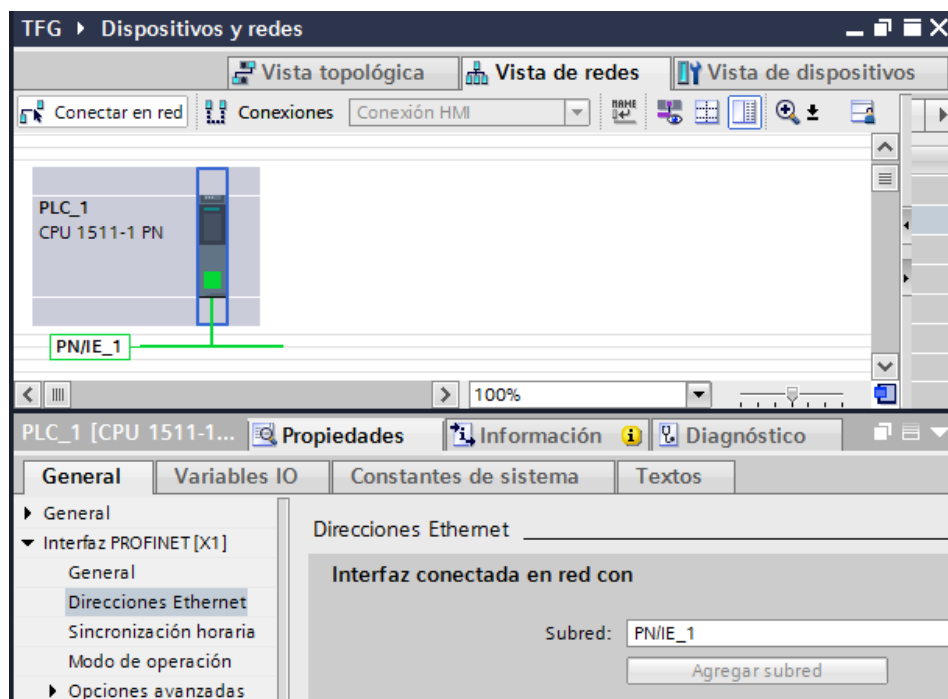 TFG ▸ Dispositivos y redes
Vista topológica Vista de redes Vista de dispositivos
Conectar en red Conexiones Conexión HMI
PLC_1
CPU 1511-1 PN
PN/IE_1
100%
PLC_1 [CPU 1511-1... Propiedades Información Diagnóstico
General Variables IO Constantes de sistema Textos
General
Interfaz PROFINET [X1]
General
Direcciones Ethernet
Sincronización horaria
Modo de operación
Opciones avanzadas
Direcciones Ethernet
Interfaz conectada en red con
Subred: PN/IE_1
Agregar subred